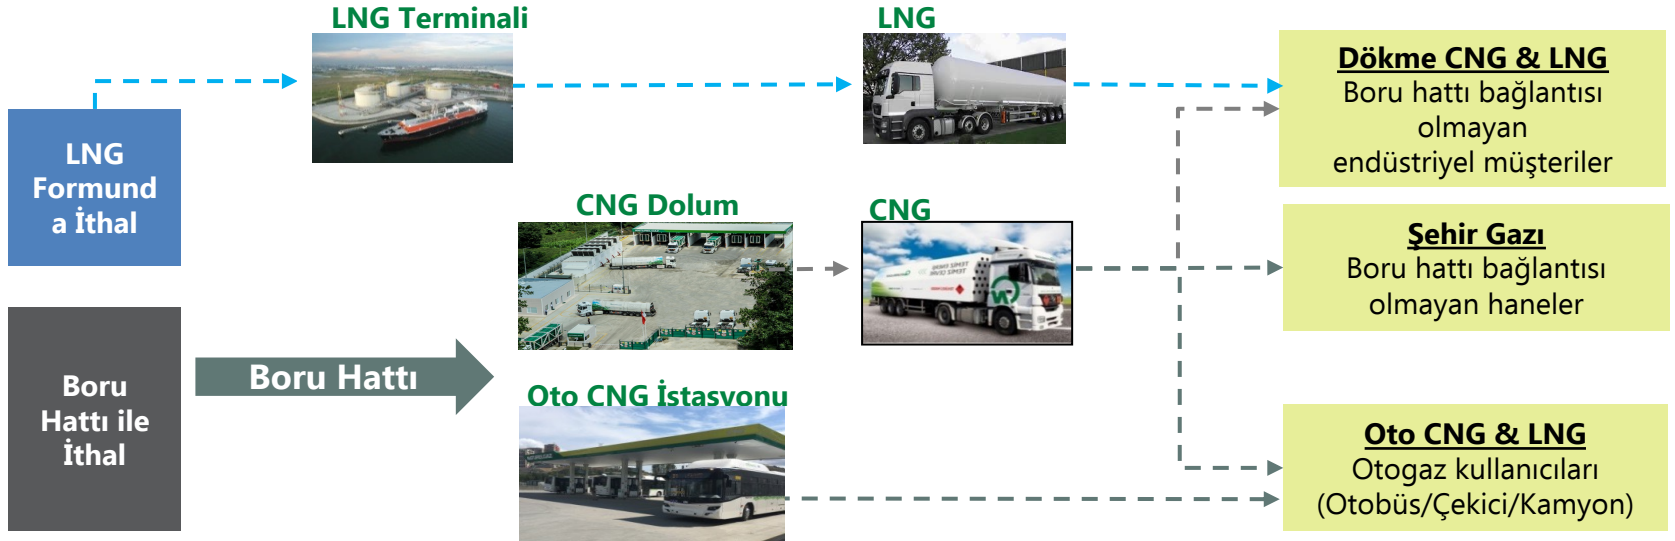 LNG Terminali
LNG
LNG
Formund
a İthal
Dökme CNG & LNG
Boru hattı bağlantısı
olmayan
endüstriyel müşteriler
CNG Dolum
CNG
Şehir Gazı
Boru hattı bağlantısı
olmayan haneler
Boru
Hattı ile
İthal
Boru Hattı
Oto CNG İstasyonu
Oto CNG & LNG
Otogaz kullanıcıları
(Otobüs/Çekici/Kamyon)